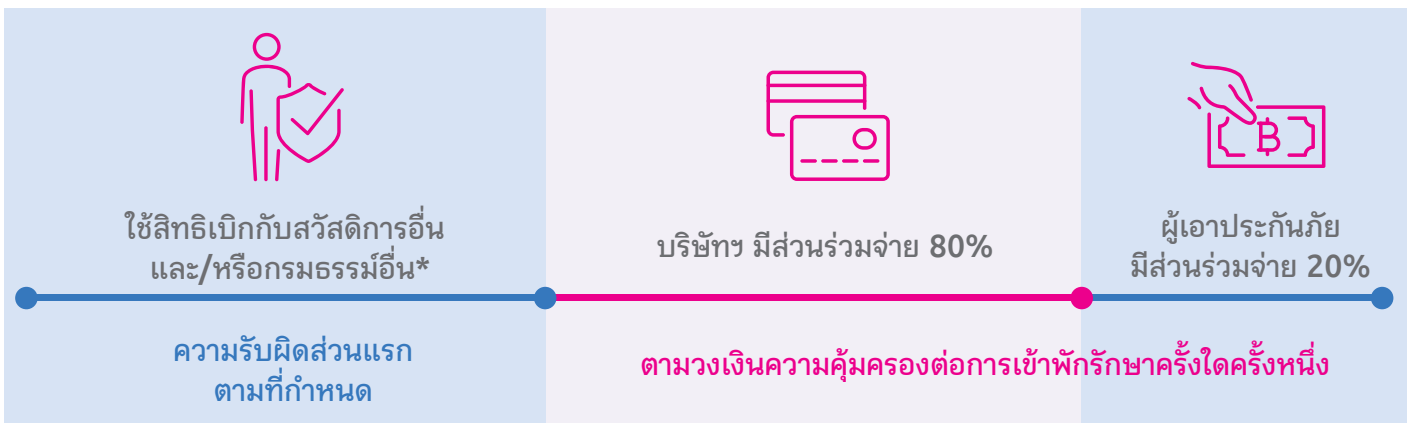 ใช้สิทธิเบิกกับสวัสดิการอื่น
และ/หรือกรมธรรม์อื่น*
บริษัทฯ มีส่วนร่วมจ่าย 80%
ผู้เอาประกันภัย
มีส่วนร่วมจ่าย 20%
ความรับผิดส่วนแรก
ตามที่กำหนด
ตามวงเงินความคุ้มครองต่อการเข้าพักรักษาครั้งใดครั้งหนึ่ง